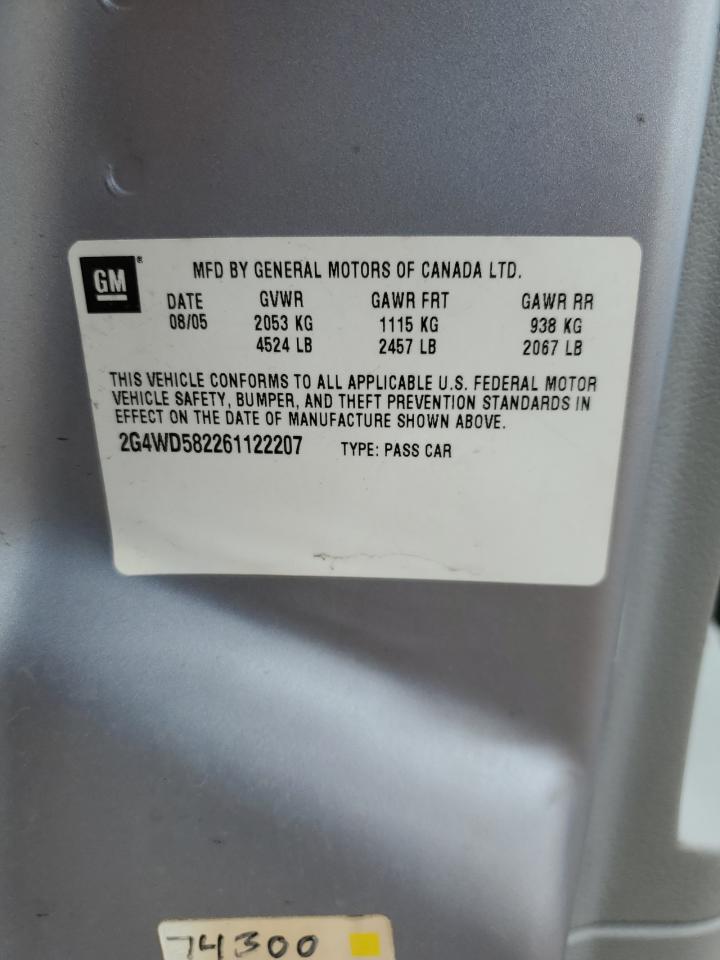 GM®
MFD BY GENERAL MOTORS OF CANADA LTD.
DATE GVWR GAWR FRT GAWR RR
08/05 2053 KG 1115 KG 938 KG
4524 LB 2457 LB 2067 LB
THIS VEHICLE CONFORMS TO ALL APPLICABLE U.S. FEDERAL MOTOR
VEHICLE SAFETY, BUMPER, AND THEFT PREVENTION STANDARDS IN
EFFECT ON THE DATE OF MANUFACTURE SHOWN ABOVE.
2G4WD582261122207 TYPE: PASS CAR
74300